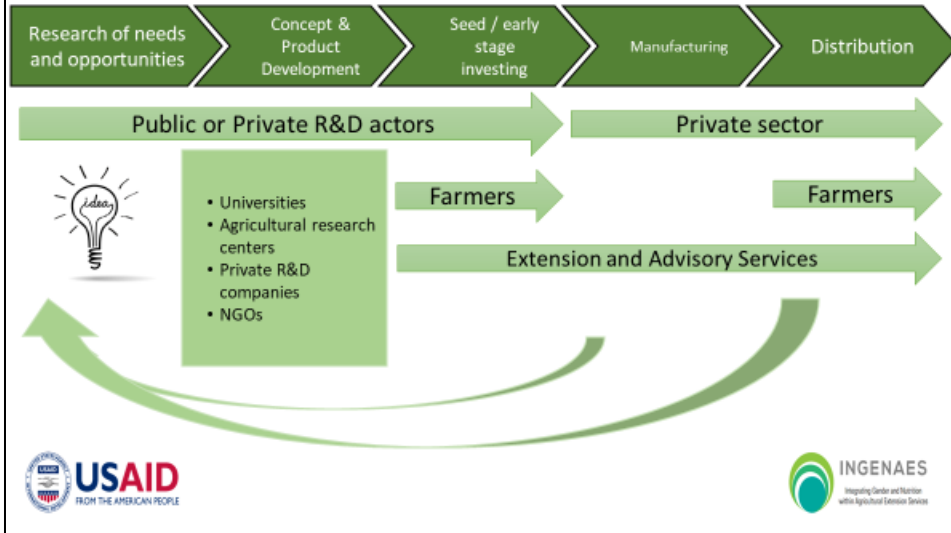 Research of needs
and opportunities
Concept &
Product
Development
Seed / early
stage
investing
Manufacturing
Distribution
Public or Private R&D actors
Private sector
idea
• Universities
• Agricultural research
centers
• Private R&D
companies
• NGOs
Farmers
Farmers
Extension and Advisory Services
USAID
USAID
FROM THE AMERICAN PEOPLE
INGENAES
Integrating Gender and Nutrition
within Agricultural Extension Services